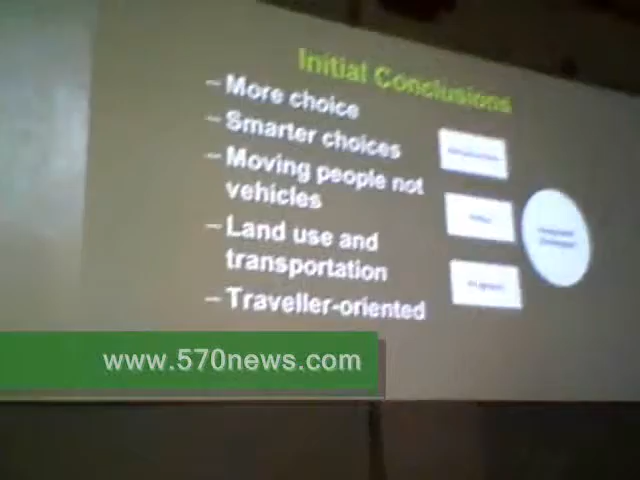 Initial Conclusions
– More choice
– Smarter choices
– Moving people not
vehicles
– Land use and
transportation
– Traveller-oriented
www.570news.com